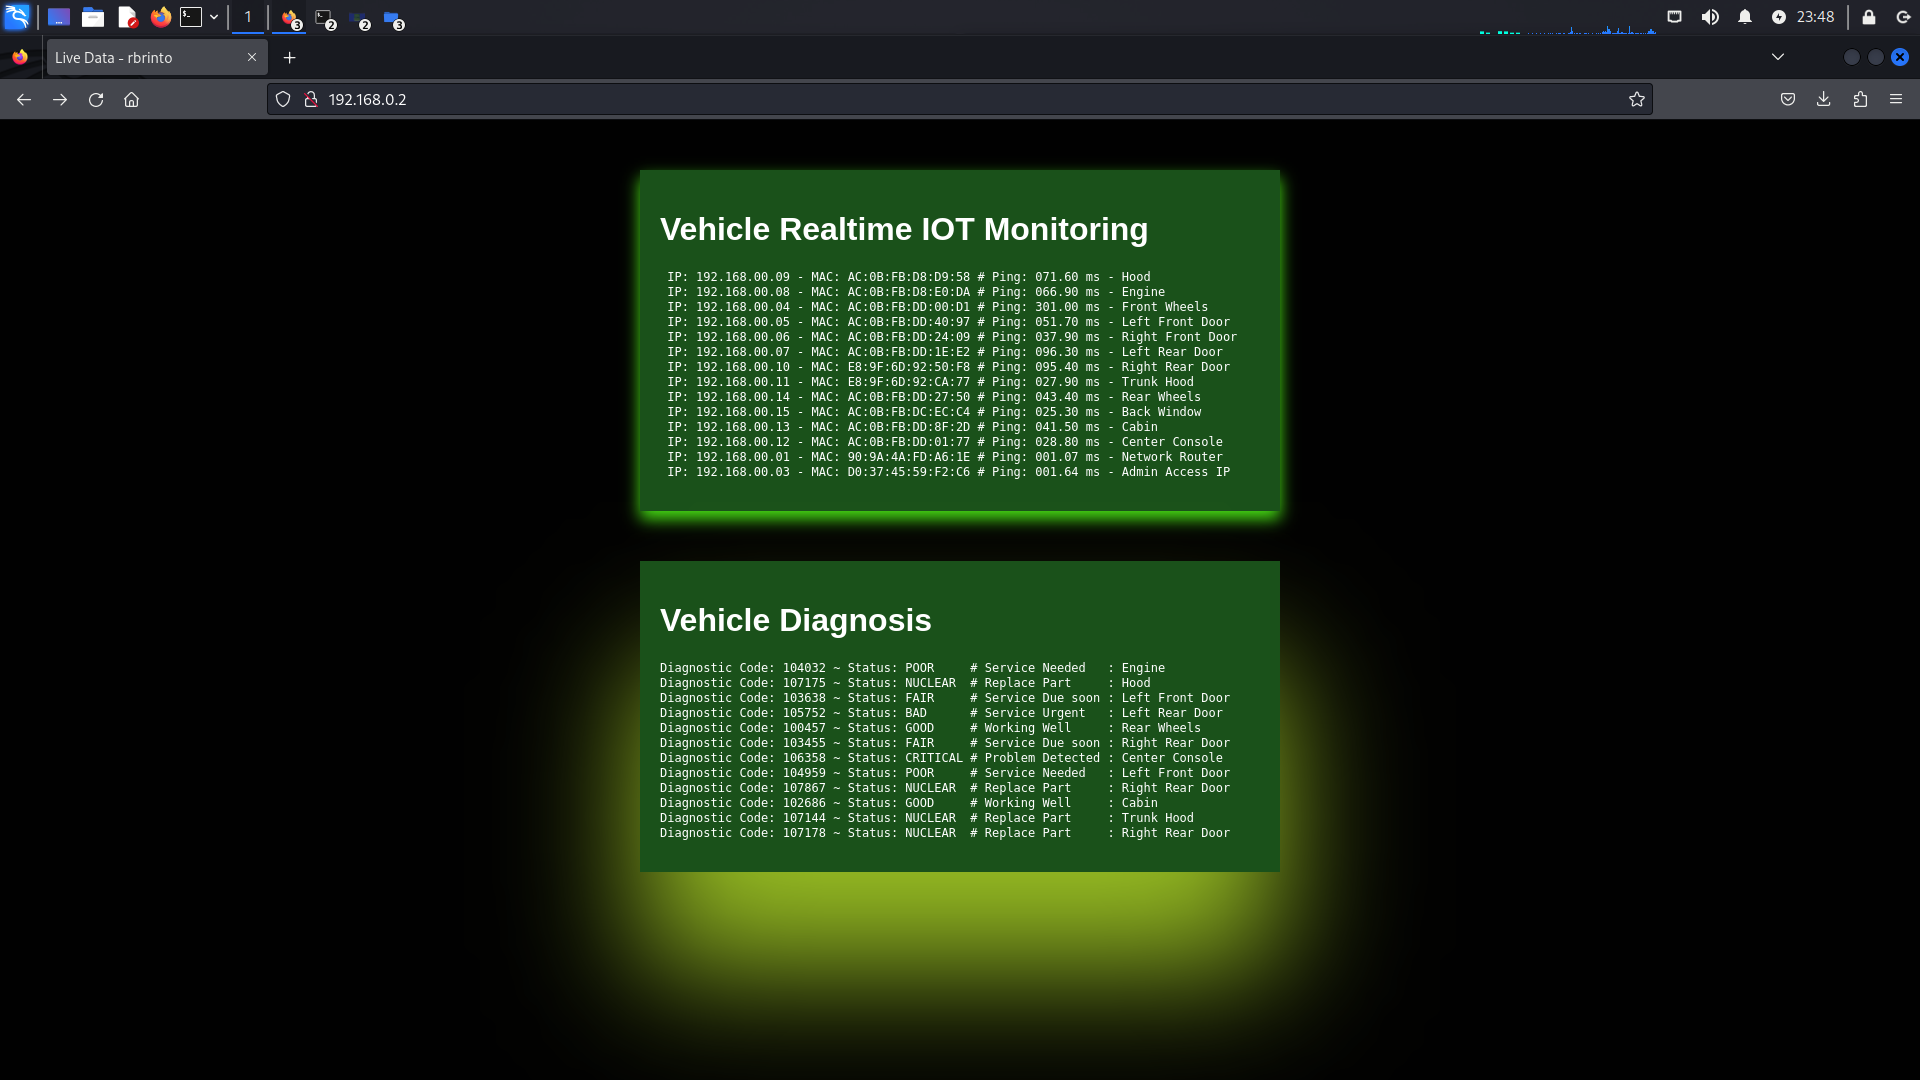 1
3
2
2
3
23:48
Live Data - rbrinto
192.168.0.2
Vehicle Realtime IOT Monitoring
IP: 192.168.00.09 - MAC: AC:0B:FB:D8:D9:58 # Ping: 071.60 ms - Hood
IP: 192.168.00.08 - MAC: AC:0B:FB:D8:E0:DA # Ping: 066.90 ms - Engine
IP: 192.168.00.04 - MAC: AC:0B:FB:DD:00:D1 # Ping: 301.00 ms - Front Wheels
IP: 192.168.00.05 - MAC: AC:0B:FB:DD:40:97 # Ping: 051.70 ms - Left Front Door
IP: 192.168.00.06 - MAC: AC:0B:FB:DD:24:09 # Ping: 037.90 ms - Right Front Door
IP: 192.168.00.07 - MAC: AC:0B:FB:DD:1E:E2 # Ping: 096.30 ms - Left Rear Door
IP: 192.168.00.10 - MAC: E8:9F:6D:92:50:F8 # Ping: 095.40 ms - Right Rear Door
IP: 192.168.00.11 - MAC: E8:9F:6D:92:CA:77 # Ping: 027.90 ms - Trunk Hood
IP: 192.168.00.14 - MAC: AC:0B:FB:DD:27:50 # Ping: 043.40 ms - Rear Wheels
IP: 192.168.00.15 - MAC: AC:0B:FB:DC:EC:C4 # Ping: 025.30 ms - Back Window
IP: 192.168.00.13 - MAC: AC:0B:FB:DD:8F:2D # Ping: 041.50 ms - Cabin
IP: 192.168.00.12 - MAC: AC:0B:FB:DD:01:77 # Ping: 028.80 ms - Center Console
IP: 192.168.00.01 - MAC: 90:9A:4A:FD:A6:1E # Ping: 001.07 ms - Network Router
IP: 192.168.00.03 - MAC: D0:37:45:59:F2:C6 # Ping: 001.64 ms - Admin Access IP
Vehicle Diagnosis
Diagnostic Code: 104032 ~ Status: POOR # Service Needed : Engine
Diagnostic Code: 107175 ~ Status: NUCLEAR # Replace Part : Hood
Diagnostic Code: 103638 ~ Status: FAIR # Service Due soon : Left Front Door
Diagnostic Code: 105752 ~ Status: BAD # Service Urgent : Left Rear Door
Diagnostic Code: 100457 ~ Status: GOOD # Working Well : Rear Wheels
Diagnostic Code: 103455 ~ Status: FAIR # Service Due soon : Right Rear Door
Diagnostic Code: 106358 ~ Status: CRITICAL # Problem Detected : Center Console
Diagnostic Code: 104959 ~ Status: POOR # Service Needed : Left Front Door
Diagnostic Code: 107867 ~ Status: NUCLEAR # Replace Part : Right Rear Door
Diagnostic Code: 102686 ~ Status: GOOD # Working Well : Cabin
Diagnostic Code: 107144 ~ Status: NUCLEAR # Replace Part : Trunk Hood
Diagnostic Code: 107178 ~ Status: NUCLEAR # Replace Part : Right Rear Door